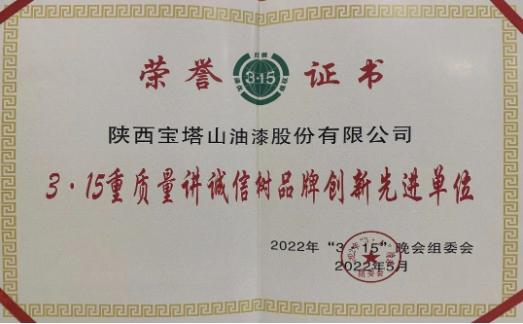 荣誉 3·15 证书
陕西宝塔山油漆股份有限公司
3·15重质量讲诚信树品牌创新先进单位
2022年“3·15”晚会组委会
2022年5月